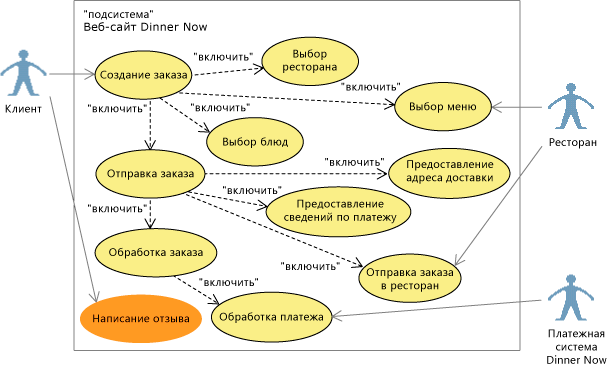 "подсистема"
Веб-сайт Dinner Now
Клиент
Создание заказа
"включить"
Выбор
ресторана
"включить"
Выбор меню
"включить"
"включить"
Выбор блюд
Ресторан
Отправка заказа
"включить"
Предоставление
адреса доставки
"включить"
"включить"
Предоставление
сведений по платежу
Обработка заказа
"включить"
Отправка заказа
в ресторан
"включить"
Написание отзыва
Обработка платежа
Платежная
система
Dinner Now